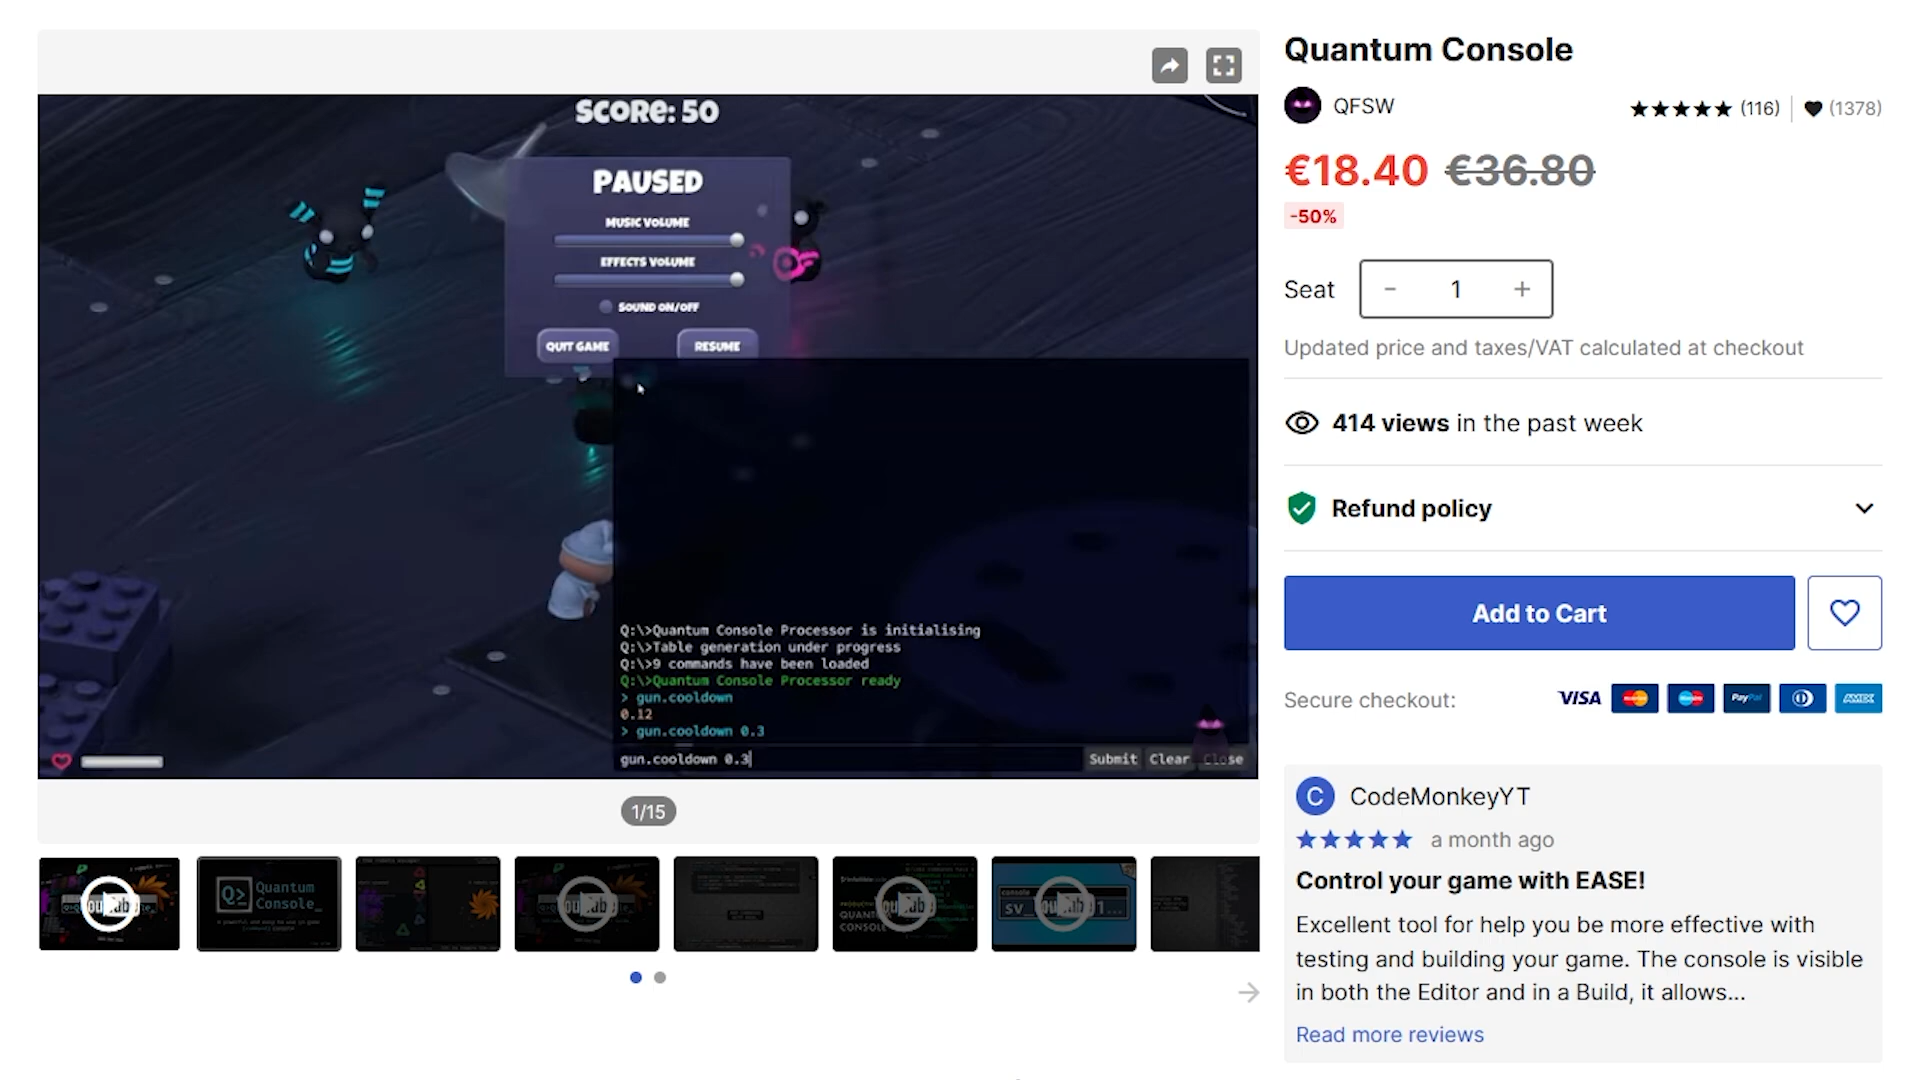 SCORE: 50
PAUSED
MUSIC VOLUME
EFFECTS VOLUME
SOUND ON/OFF
QUIT GAME
RESUME
Q:\>Quantum Console Processor is initialising
Q:\>Table generation under progress
Q:\>9 commands have been loaded
Q:\>Quantum Console Processor ready
> gun.cooldown
0.12
> gun.cooldown 0.3
gun.cooldown 0.3
Submit Clear Close
1/15
Q> Quantum
Console_
YouTube
QUANT
CONSOLE
console
Quantum Console
QFSW
(116)
(1378)
€18.40 €36.80
-50%
Seat - 1 +
Updated price and taxes/VAT calculated at checkout
414 views in the past week
Refund policy
Add to Cart
Secure checkout: VISA PayPal AMEX
C CodeMonkeyYT
a month ago
Control your game with EASE!
Excellent tool for help you be more effective with
testing and building your game. The console is visible
in both the Editor and in a Build, it allows...
Read more reviews